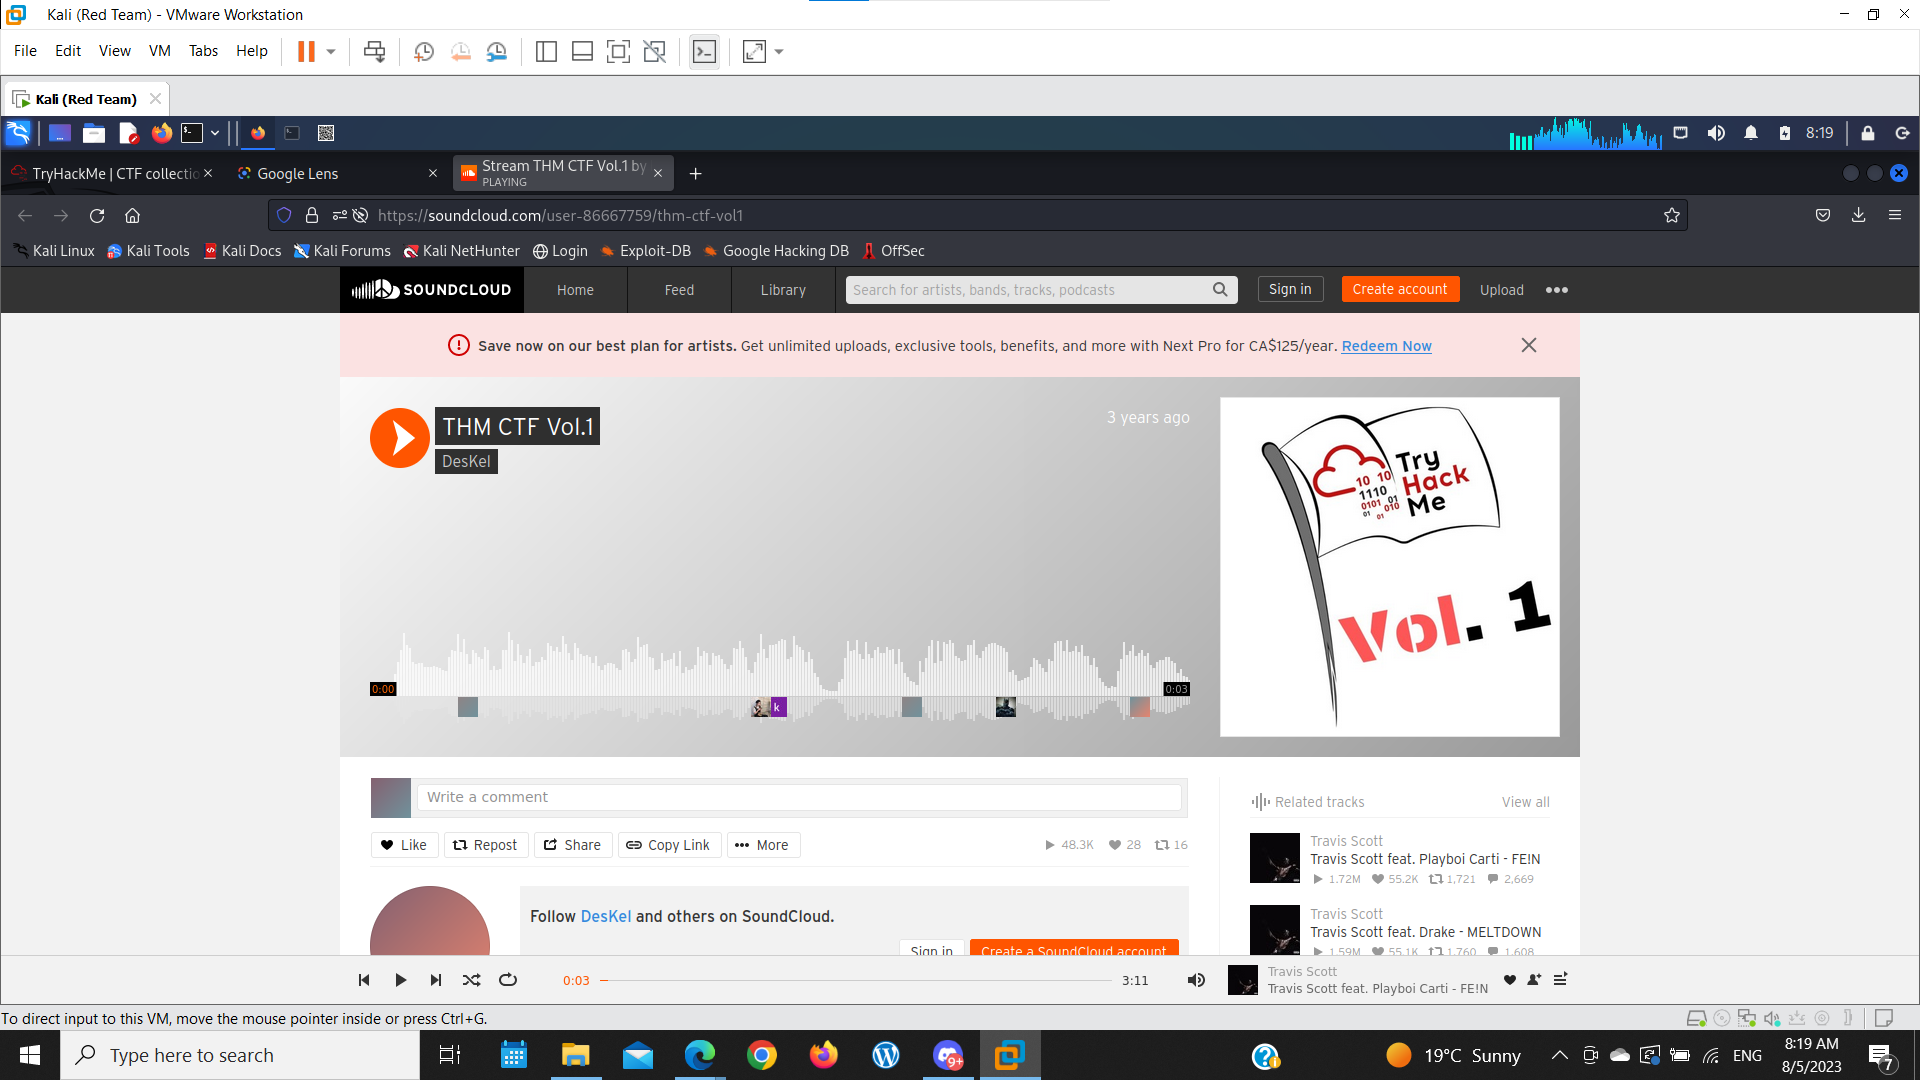 Kali (Red Team) - VMware Workstation
File Edit View VM Tabs Help
Kali (Red Team)
8:19
TryHackMe | CTF collectio
Google Lens
Stream THM CTF Vol.1 by
PLAYING
https://soundcloud.com/user-86667759/thm-ctf-vol1
Kali Linux Kali Tools Kali Docs Kali Forums Kali NetHunter Login Exploit-DB Google Hacking DB OffSec
SOUNDCLOUD Home Feed Library Search for artists, bands, tracks, podcasts Sign in Create account Upload
Save now on our best plan for artists. Get unlimited uploads, exclusive tools, benefits, and more with Next Pro for CA$125/year. Redeem Now
THM CTF Vol.1
DesKel
3 years ago
Try
Hack
Me
10 10
1110
0101 01
01 010
01
Vol. 1
0:00
0:03
k
Write a comment
Like Repost Share Copy Link More
48.3K 28 16
Follow DesKel and others on SoundCloud.
Sign in Create a SoundCloud account
Related tracks View all
Travis Scott
Travis Scott feat. Playboi Carti - FE!N
1.72M 55.2K 1,721 2,669
Travis Scott
Travis Scott feat. Drake - MELTDOWN
1.59M 55.1K 1,760 1,608
0:03 3:11
Travis Scott
Travis Scott feat. Playboi Carti - FE!N
To direct input to this VM, move the mouse pointer inside or press Ctrl+G.
Type here to search
9+
19°C Sunny
ENG
8:19 AM
8/5/2023
7